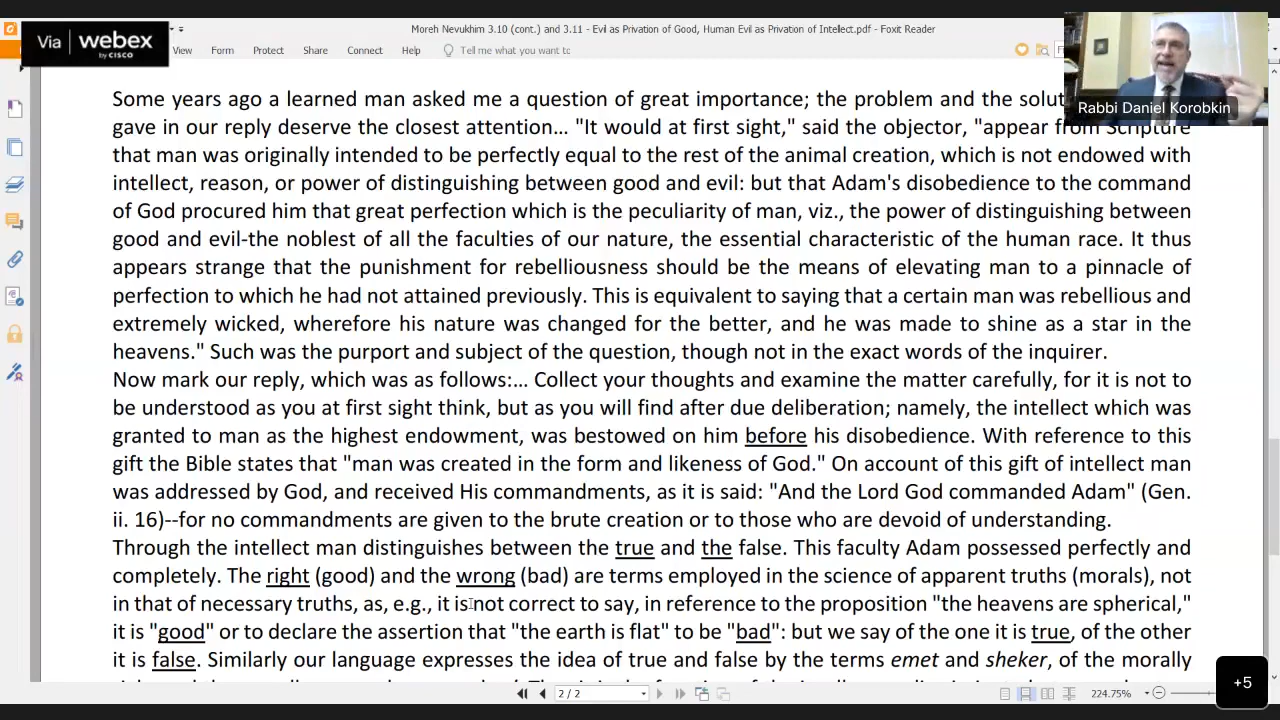 Via webex
by CISCO
Moreh Nevukhim 3.10 (cont.) and 3.11 - Evil as Privation of Good, Human Evil as Privation of Intellect.pdf - Foxit Reader
View Form Protect Share Connect Help Tell me what you want tc
Rabbi Daniel Korobkin
Some years ago a learned man asked me a question of great importance; the problem and the solut
gave in our reply deserve the closest attention... "It would at first sight," said the objector, "appear from Scripture
that man was originally intended to be perfectly equal to the rest of the animal creation, which is not endowed with
intellect, reason, or power of distinguishing between good and evil: but that Adam's disobedience to the command
of God procured him that great perfection which is the peculiarity of man, viz., the power of distinguishing between
good and evil-the noblest of all the faculties of our nature, the essential characteristic of the human race. It thus
appears strange that the punishment for rebelliousness should be the means of elevating man to a pinnacle of
perfection to which he had not attained previously. This is equivalent to saying that a certain man was rebellious and
extremely wicked, wherefore his nature was changed for the better, and he was made to shine as a star in the
heavens." Such was the purport and subject of the question, though not in the exact words of the inquirer.
Now mark our reply, which was as follows:... Collect your thoughts and examine the matter carefully, for it is not to
be understood as you at first sight think, but as you will find after due deliberation; namely, the intellect which was
granted to man as the highest endowment, was bestowed on him before his disobedience. With reference to this
gift the Bible states that "man was created in the form and likeness of God." On account of this gift of intellect man
was addressed by God, and received His commandments, as it is said: "And the Lord God commanded Adam" (Gen.
ii. 16)--for no commandments are given to the brute creation or to those who are devoid of understanding.
Through the intellect man distinguishes between the true and the false. This faculty Adam possessed perfectly and
completely. The right (good) and the wrong (bad) are terms employed in the science of apparent truths (morals), not
in that of necessary truths, as, e.g., it is not correct to say, in reference to the proposition "the heavens are spherical,"
it is "good" or to declare the assertion that "the earth is flat" to be "bad": but we say of the one it is true, of the other
it is false. Similarly our language expresses the idea of true and false by the terms emet and sheker, of the morally
2 / 2
224.75%
+5